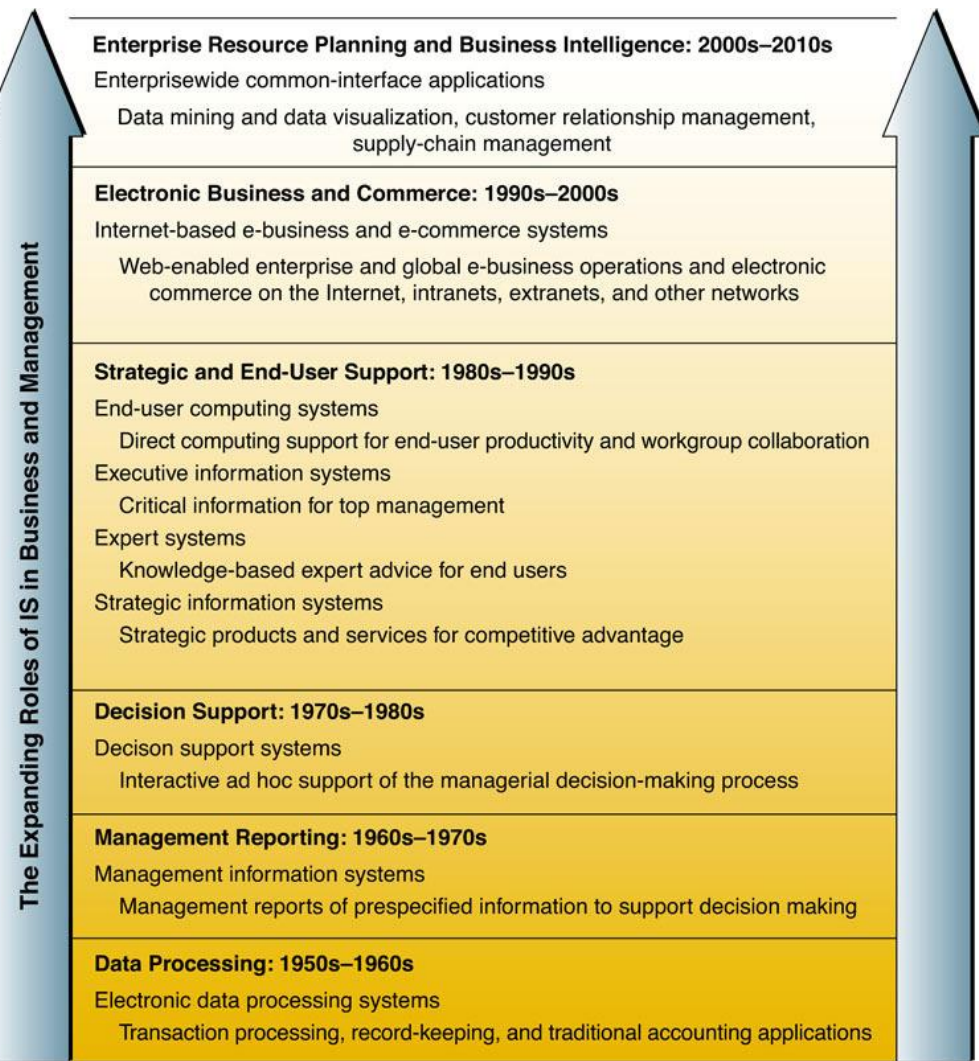 The Expanding Roles of IS in Business and Management
Enterprise Resource Planning and Business Intelligence: 2000s–2010s
Enterprisewide common-interface applications
Data mining and data visualization, customer relationship management,
supply-chain management
Electronic Business and Commerce: 1990s–2000s
Internet-based e-business and e-commerce systems
Web-enabled enterprise and global e-business operations and electronic
commerce on the Internet, intranets, extranets, and other networks
Strategic and End-User Support: 1980s–1990s
End-user computing systems
Direct computing support for end-user productivity and workgroup collaboration
Executive information systems
Critical information for top management
Expert systems
Knowledge-based expert advice for end users
Strategic information systems
Strategic products and services for competitive advantage
Decision Support: 1970s–1980s
Decison support systems
Interactive ad hoc support of the managerial decision-making process
Management Reporting: 1960s–1970s
Management information systems
Management reports of prespecified information to support decision making
Data Processing: 1950s–1960s
Electronic data processing systems
Transaction processing, record-keeping, and traditional accounting applications